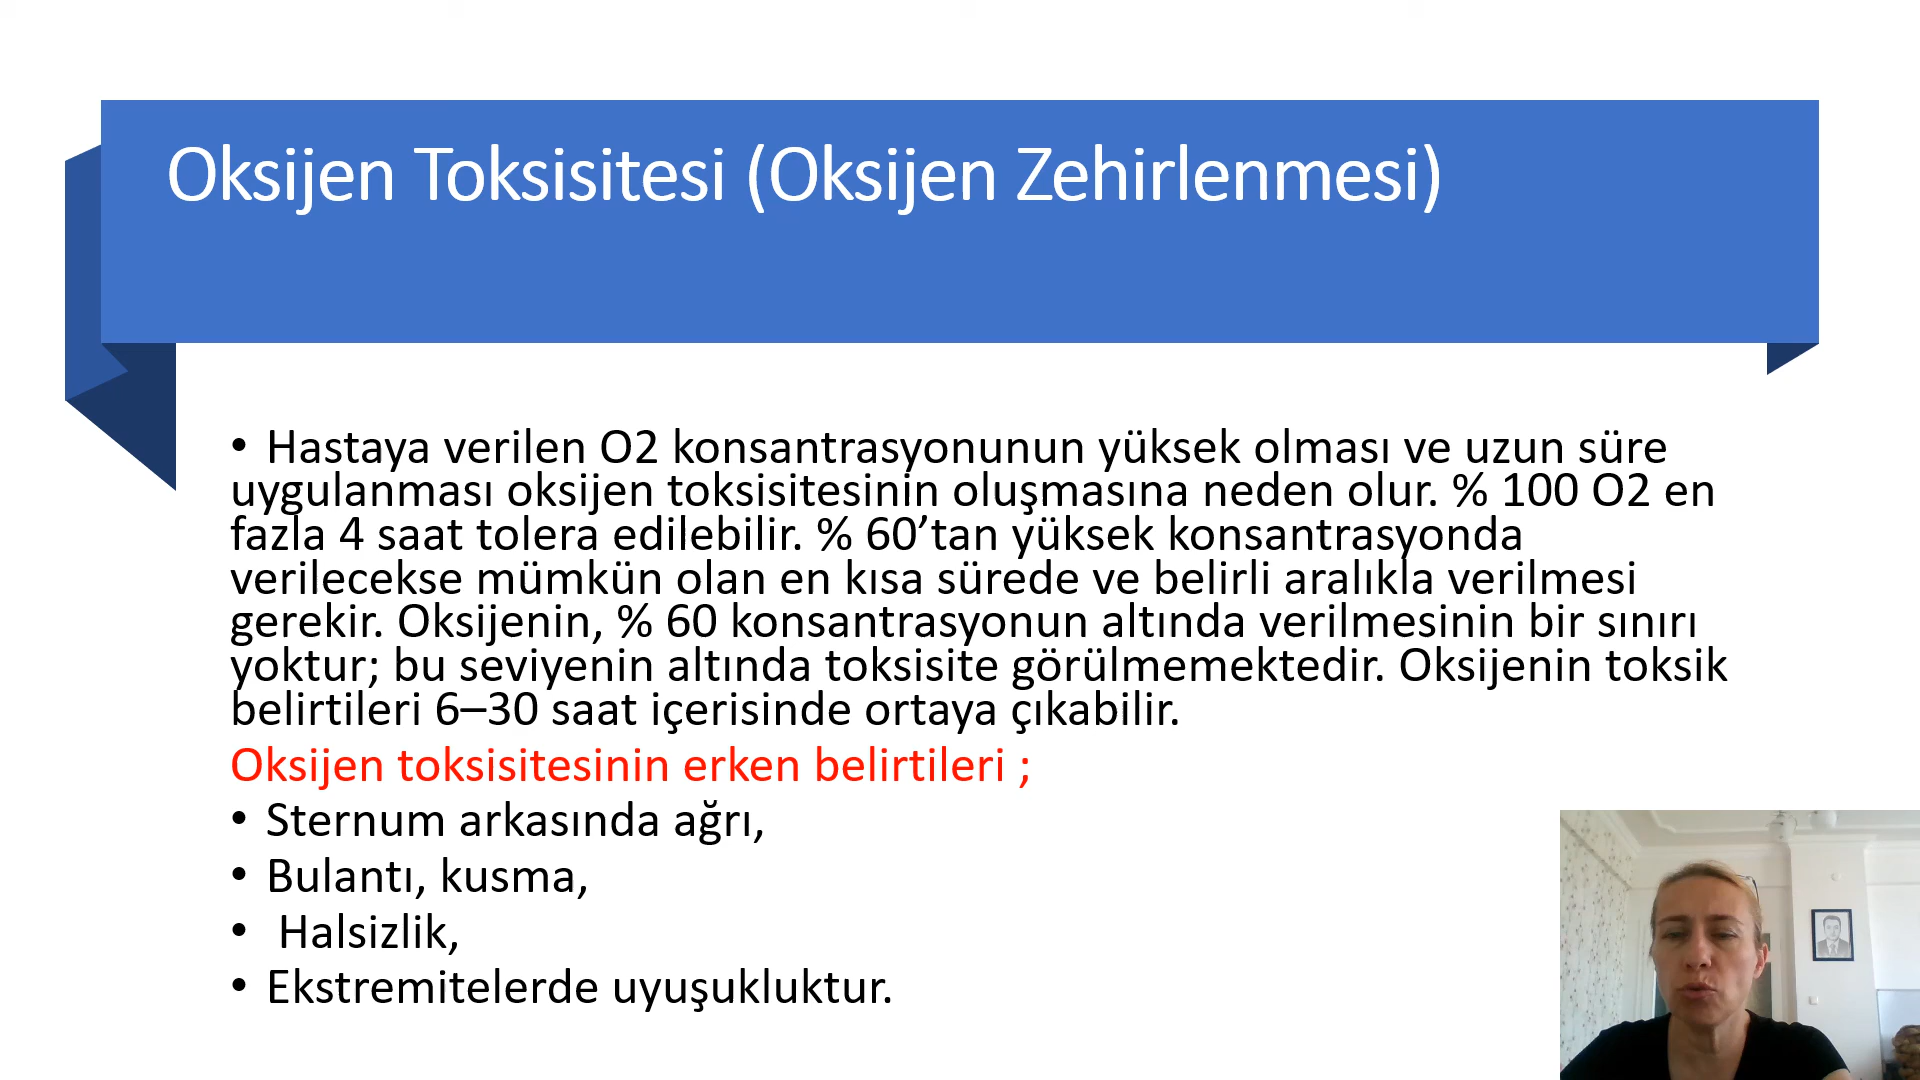 Oksijen Toksisitesi (Oksijen Zehirlenmesi)
• Hastaya verilen O2 konsantrasyonunun yüksek olması ve uzun süre
uygulanması oksijen toksisitesinin oluşmasına neden olur. % 100 O2 en
fazla 4 saat tolera edilebilir. % 60’tan yüksek konsantrasyonda
verilecekse mümkün olan en kısa sürede ve belirli aralıkla verilmesi
gerekir. Oksijenin, % 60 konsantrasyonun altında verilmesinin bir sınırı
yoktur; bu seviyenin altında toksisite görülmemektedir. Oksijenin toksik
belirtileri 6–30 saat içerisinde ortaya çıkabilir.
Oksijen toksisitesinin erken belirtileri ;
• Sternum arkasında ağrı,
• Bulantı, kusma,
• Halsizlik,
• Ekstremitelerde uyuşukluktur.